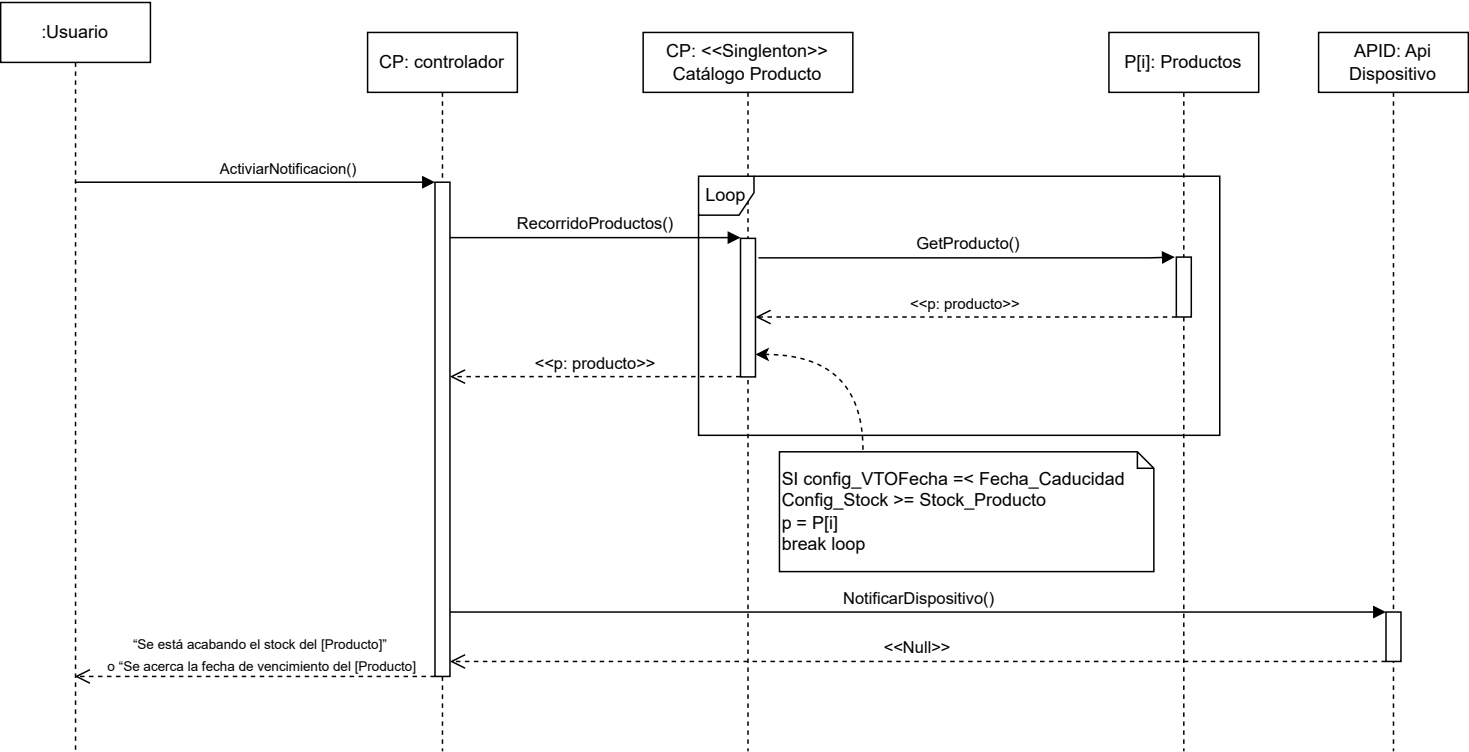 :Usuario
CP: controlador
CP: <<Singlenton>>
Catálogo Producto
P[i]: Productos
APID: Api
Dispositivo
ActiviarNotificacion()
Loop
RecorridoProductos()
GetProducto()
<<p: producto>>
<<p: producto>>
SI config_VTOFecha =< Fecha_Caducidad
Config_Stock >= Stock_Producto
p = P[i]
break loop
NotificarDispositivo()
“Se está acabando el stock del [Producto]”
o “Se acerca la fecha de vencimiento del [Producto]
<<Null>>